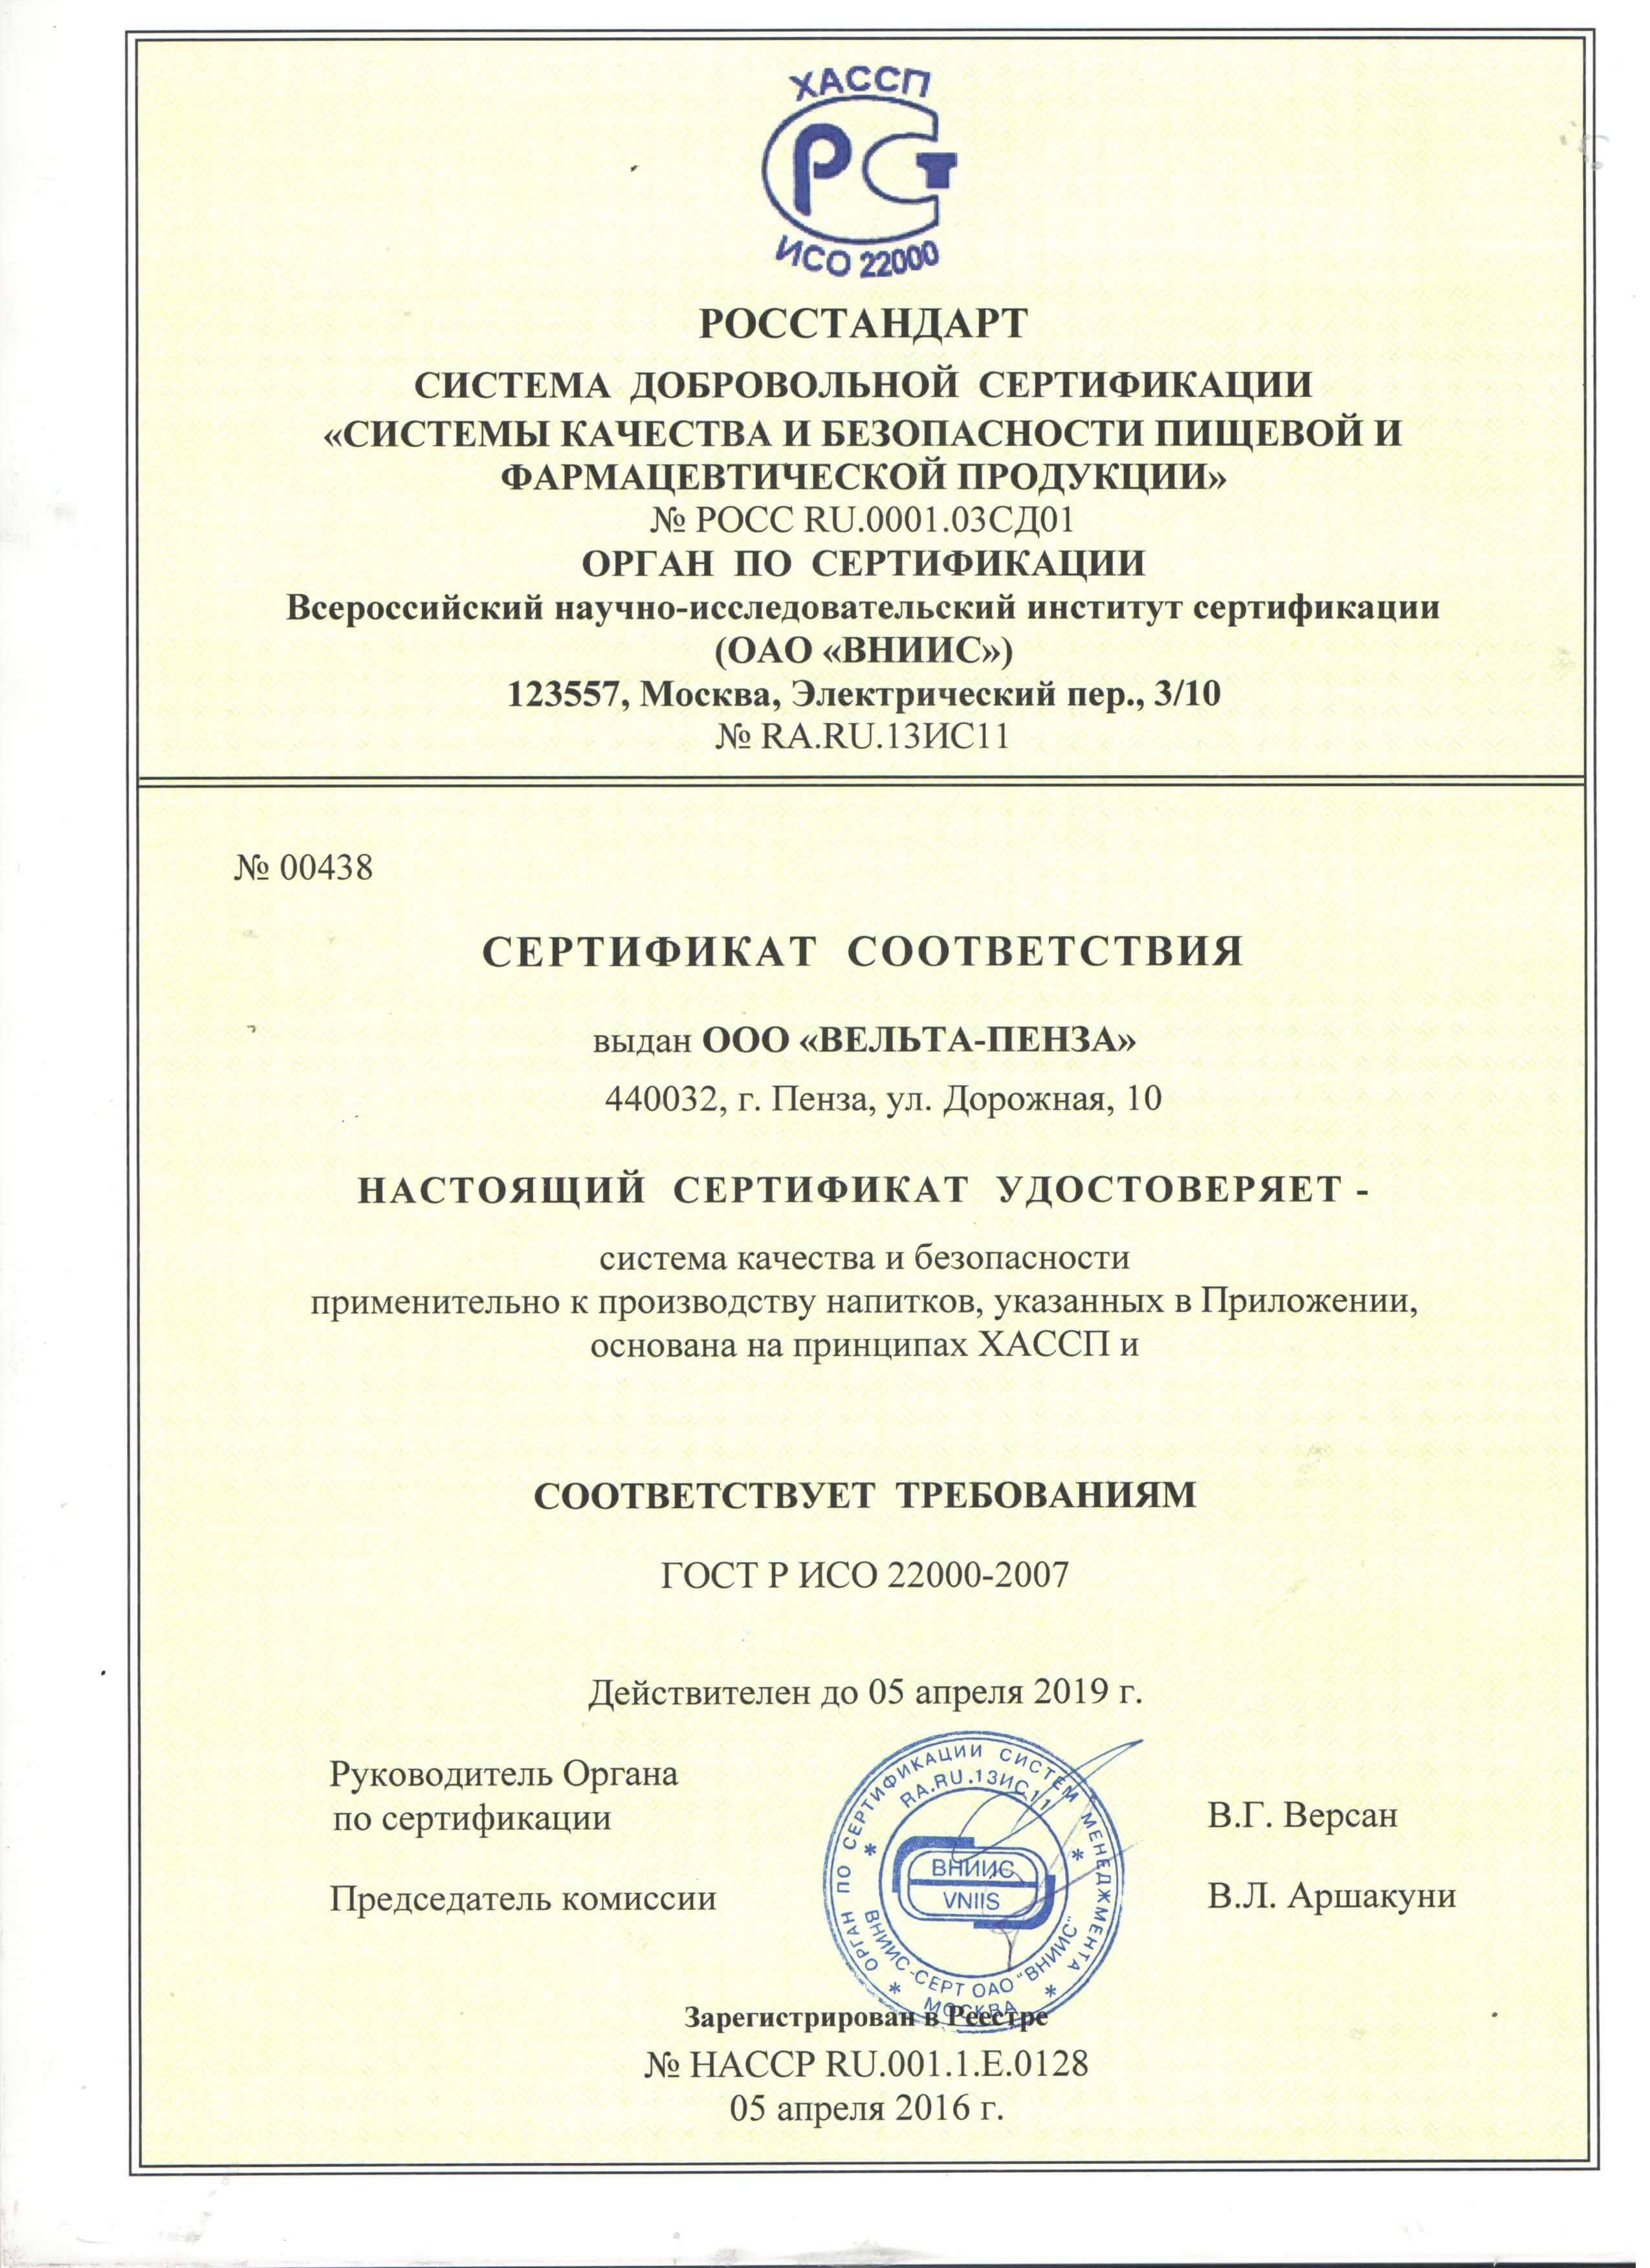 ХАССП
РСТ
ИСО 22000
РОССТАНДАРТ
СИСТЕМА ДОБРОВОЛЬНОЙ СЕРТИФИКАЦИИ
«СИСТЕМЫ КАЧЕСТВА И БЕЗОПАСНОСТИ ПИЩЕВОЙ И
ФАРМАЦЕВТИЧЕСКОЙ ПРОДУКЦИИ»
№ РОСС RU.0001.03СД01
ОРГАН ПО СЕРТИФИКАЦИИ
Всероссийский научно-исследовательский институт сертификации
(ОАО «ВНИИС»)
123557, Москва, Электрический пер., 3/10
№ RA.RU.13ИС11
№ 00438
СЕРТИФИКАТ СООТВЕТСТВИЯ
выдан ООО «ВЕЛЬТА-ПЕНЗА»
440032, г. Пенза, ул. Дорожная, 10
НАСТОЯЩИЙ СЕРТИФИКАТ УДОСТОВЕРЯЕТ -
система качества и безопасности
применительно к производству напитков, указанных в Приложении,
основана на принципах ХАССП и
СООТВЕТСТВУЕТ ТРЕБОВАНИЯМ
ГОСТ Р ИСО 22000-2007
Действителен до 05 апреля 2019 г.
Руководитель Органа
по сертификации
В.Г. Версан
Председатель комиссии
В.Л. Аршакуни
ОРГАН ПО СЕРТИФИКАЦИИ СИСТЕМ МЕНЕДЖМЕНТА
RA.RU.13ИС11
ВНИИС
VNIIS
ВНИИС-СЕРТ ОАО "ВНИИС"
* МОСКВА *
Зарегистрирован в Реестре
№ НАССР RU.001.1.Е.0128
05 апреля 2016 г.